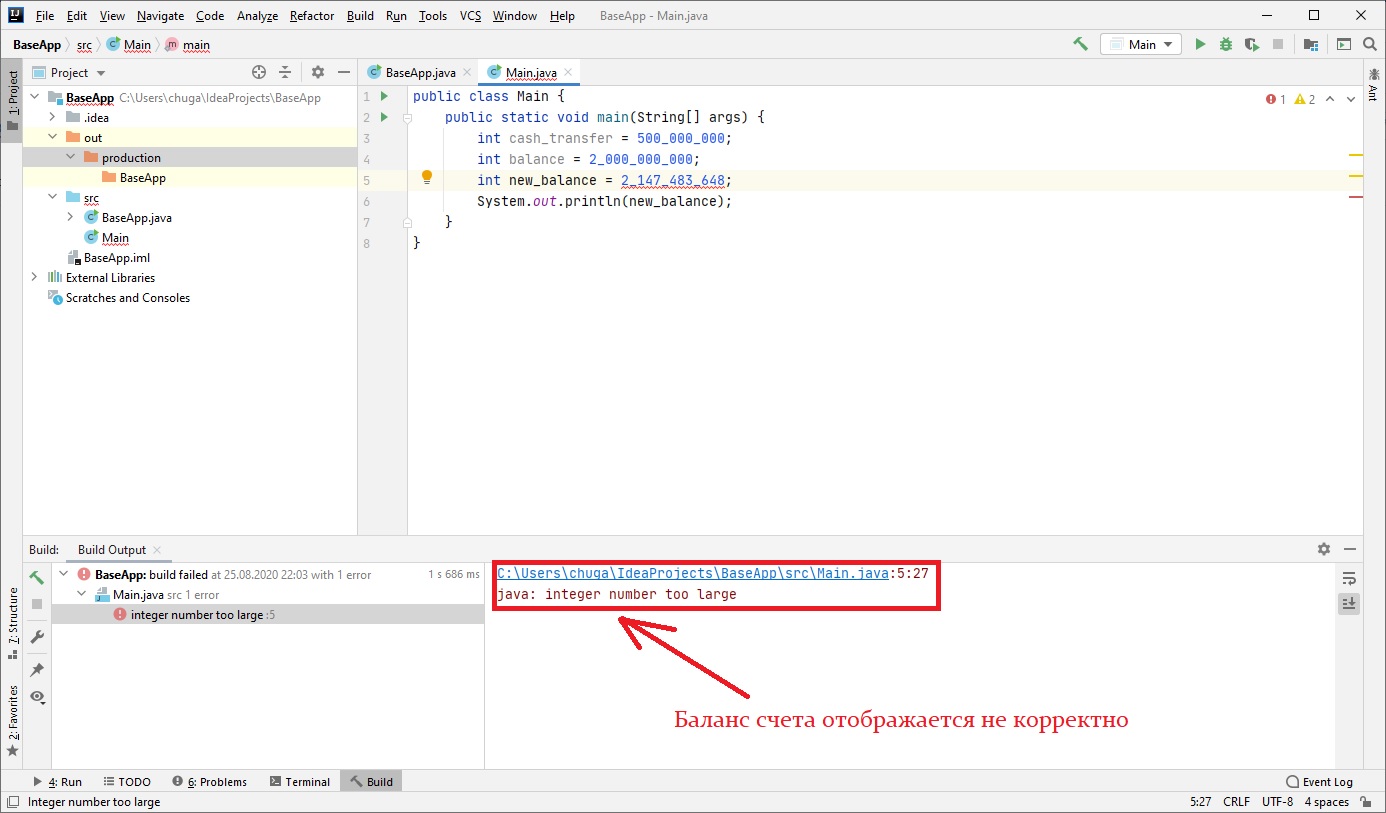 File Edit View Navigate Code Analyze Refactor Build Run Tools VCS Window Help BaseApp - Main.java
BaseApp src Main main
Main
1: Project
Project
BaseApp C:\Users\chuga\IdeaProjects\BaseApp
.idea
out
production
BaseApp
src
BaseApp.java
Main
BaseApp.iml
External Libraries
Scratches and Consoles
BaseApp.java Main.java
1 public class Main {
2 public static void main(String[] args) {
3 int cash_transfer = 500_000_000;
4 int balance = 2_000_000_000;
5 int new_balance = 2_147_483_648;
6 System.out.println(new_balance);
7 }
8 }
1 2
Ant
Build: Build Output
BaseApp: build failed at 25.08.2020 22:03 with 1 error 1 s 686 ms
Main.java src 1 error
integer number too large :5
C:\Users\chuga\IdeaProjects\BaseApp\src\Main.java:5:27
java: integer number too large
Баланс счета отображается не корректно
7: Structure
2: Favorites
4: Run TODO 6: Problems Terminal Build Event Log
Integer number too large 5:27 CRLF UTF-8 4 spaces